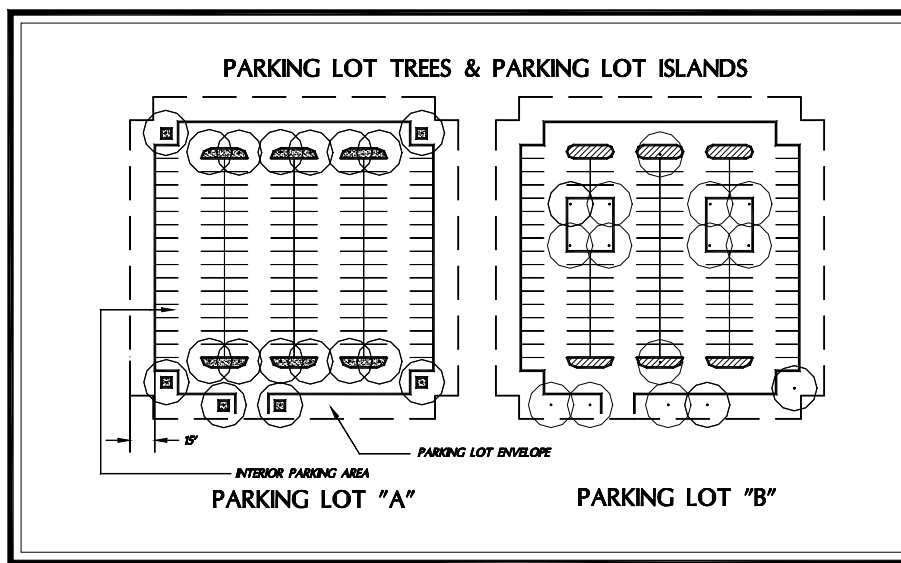 PARKING LOT TREES & PARKING LOT ISLANDS
15'
PARKING LOT ENVELOPE
INTERIOR PARKING AREA
PARKING LOT "A"
PARKING LOT "B"